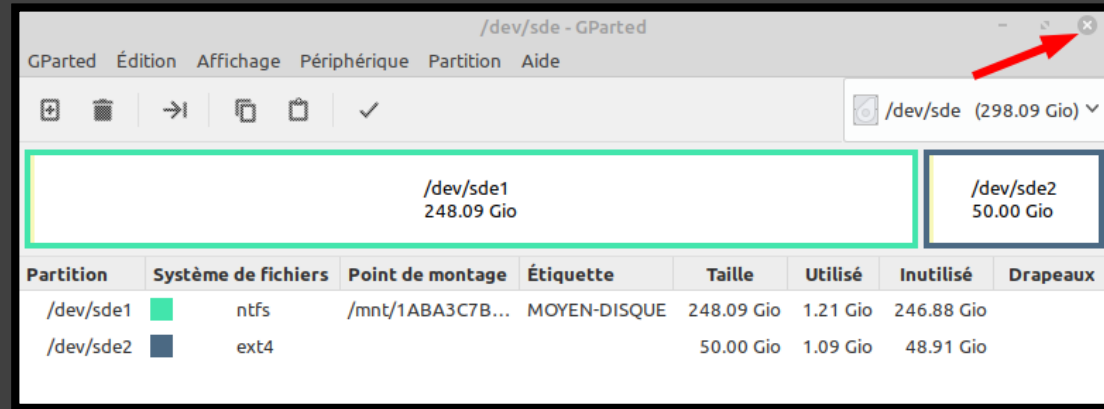 /dev/sde - GParted
GParted Édition Affichage Périphérique Partition Aide
/dev/sde (298.09 Gio)
/dev/sde1
248.09 Gio
/dev/sde2
50.00 Gio
Partition Système de fichiers Point de montage Étiquette Taille Utilisé Inutilisé Drapeaux
/dev/sde1 ntfs /mnt/1ABA3C7B... MOYEN-DISQUE 248.09 Gio 1.21 Gio 246.88 Gio
/dev/sde2 ext4 50.00 Gio 1.09 Gio 48.91 Gio